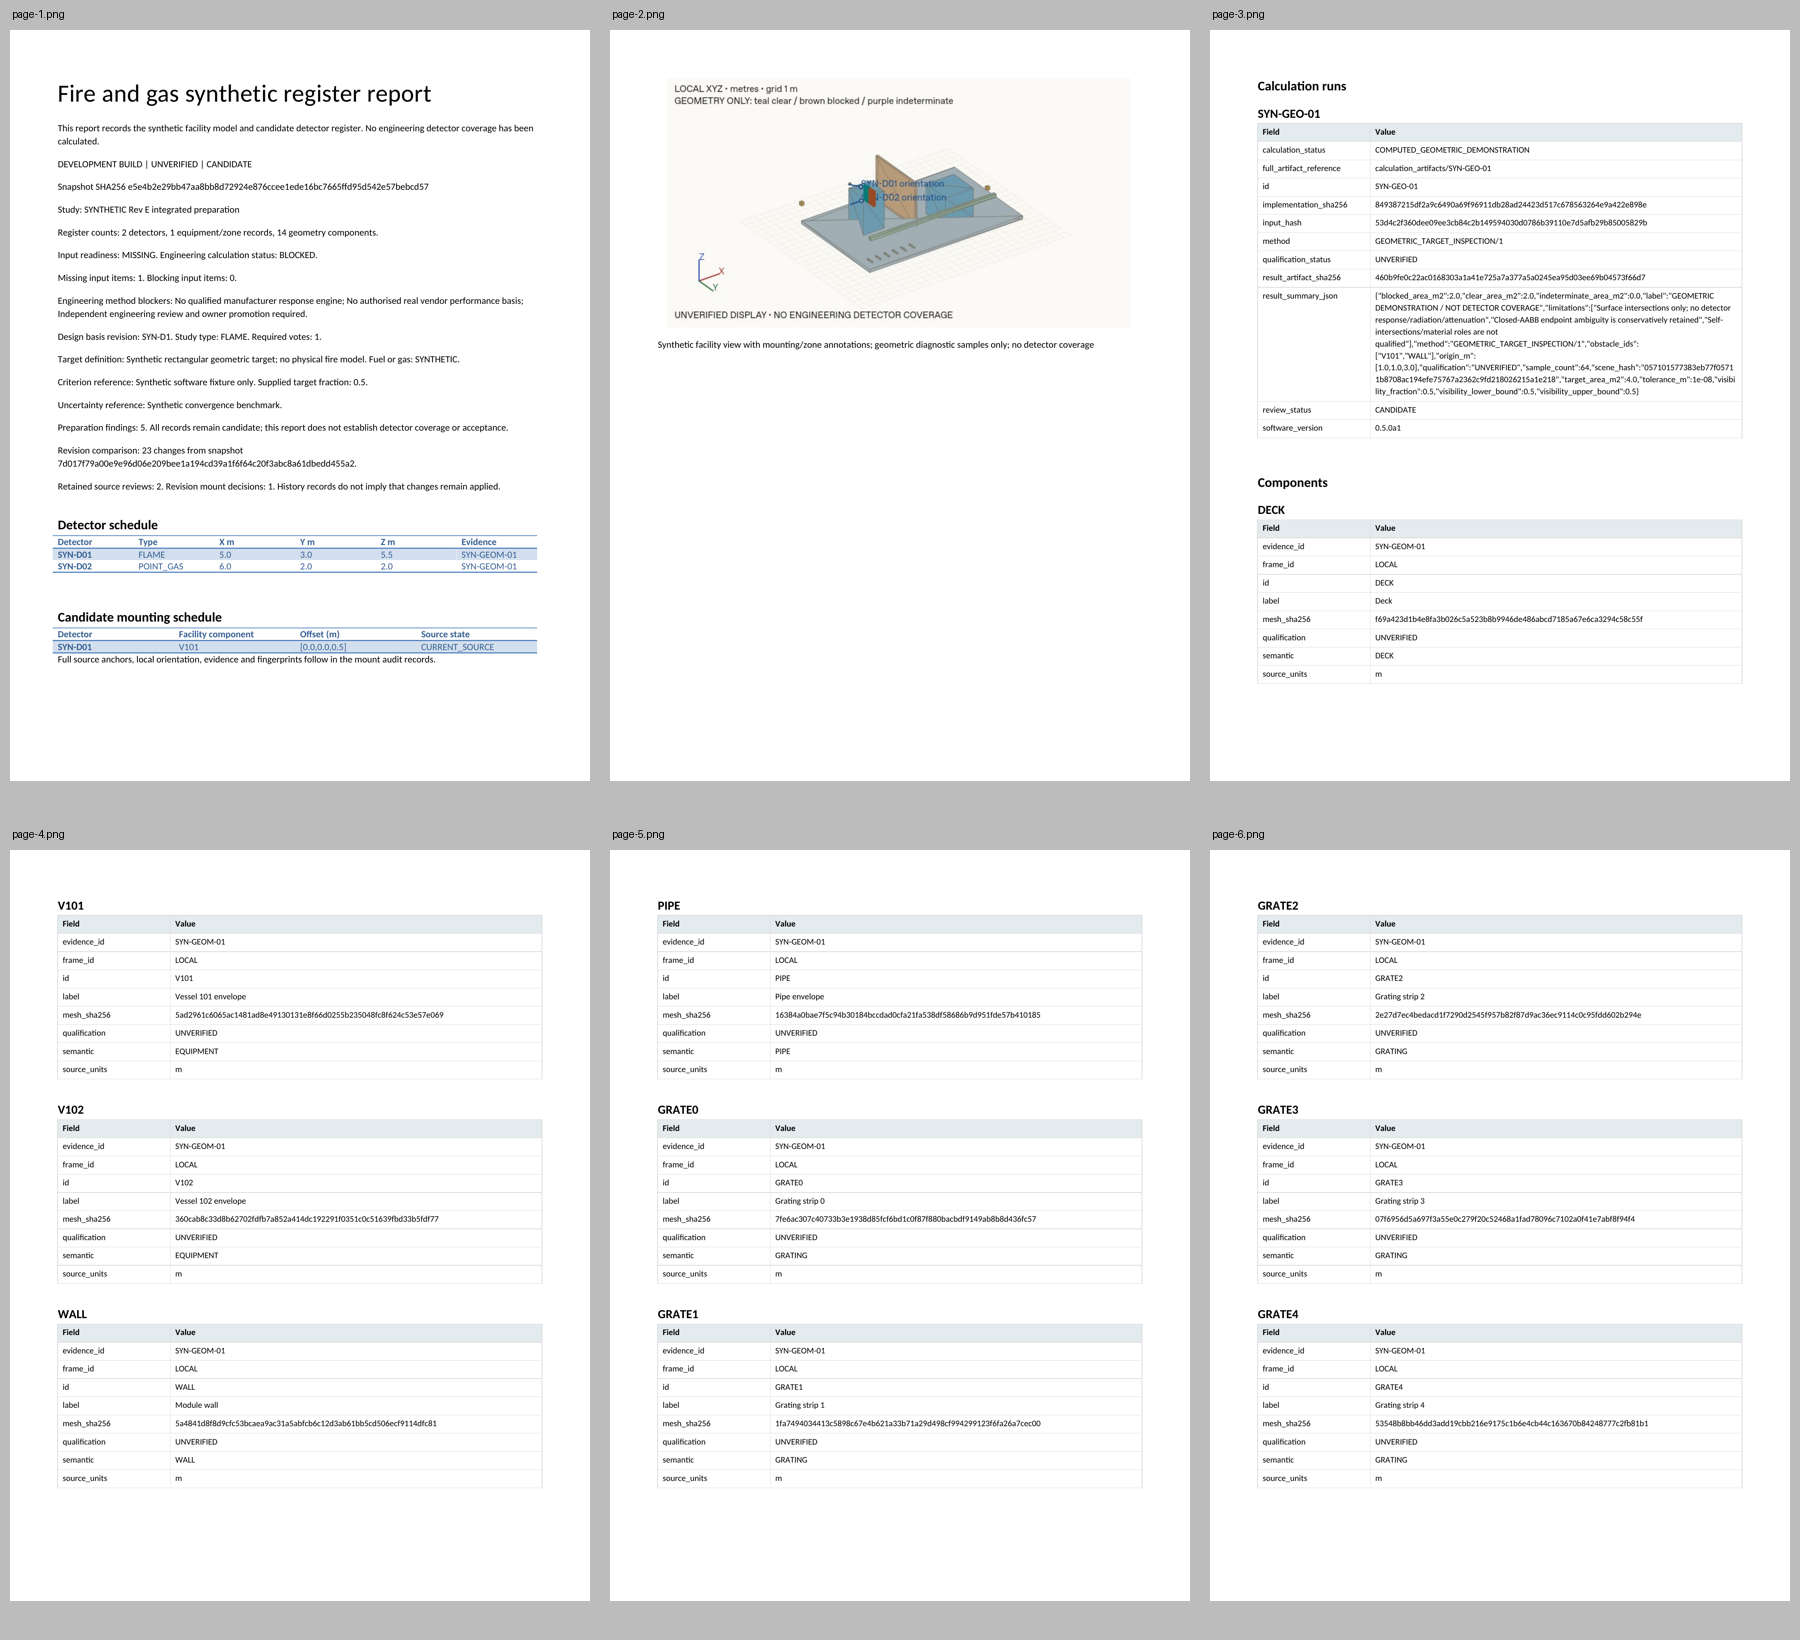 page-1.png
Fire and gas synthetic register report
This report records the synthetic facility model and candidate detector register. No engineering detector coverage has been
calculated.
DEVELOPMENT BUILD | UNVERIFIED | CANDIDATE
Snapshot SHA256 e5e4b2e29bb47aa8bb8d72924e876ccee1ede16bc7665ffd95d542e57bebcd57
Study: SYNTHETIC Rev E integrated preparation
Register counts: 2 detectors, 1 equipment/zone records, 14 geometry components.
Input readiness: MISSING. Engineering calculation status: BLOCKED.
Missing input items: 1. Blocking input items: 0.
Engineering method blockers: No qualified manufacturer response engine; No authorised real vendor performance basis;
Independent engineering review and owner promotion required.
Design basis revision: SYN-D1. Study type: FLAME. Required votes: 1.
Target definition: Synthetic rectangular geometric target; no physical fire model. Fuel or gas: SYNTHETIC.
Criterion reference: Synthetic software fixture only. Supplied target fraction: 0.5.
Uncertainty reference: Synthetic convergence benchmark.
Preparation findings: 5. All records remain candidate; this report does not establish detector coverage or acceptance.
Revision comparison: 23 changes from snapshot
7d017f79a00e9e96d06e209bee1a194cd39a1f6f64c20f3abc8a61dbedd455a2.
Retained source reviews: 2. Revision mount decisions: 1. History records do not imply that changes remain applied.
Detector schedule
Detector Type X m Y m Z m Evidence
SYN-D01 FLAME 5.0 3.0 5.5 SYN-GEOM-01
SYN-D02 POINT_GAS 6.0 2.0 2.0 SYN-GEOM-01
Candidate mounting schedule
Detector Facility component Offset (m) Source state
SYN-D01 V101 [0.0,0.0,0.5] CURRENT_SOURCE
Full source anchors, local orientation, evidence and fingerprints follow in the mount audit records.
page-2.png
LOCAL XYZ • metres • grid 1 m
GEOMETRY ONLY: teal clear / brown blocked / purple indeterminate
SYN-D01 orientation
-D02 orientation
Z
X
Y
UNVERIFIED DISPLAY • NO ENGINEERING DETECTOR COVERAGE
Synthetic facility view with mounting/zone annotations; geometric diagnostic samples only; no detector coverage
page-3.png
Calculation runs
SYN-GEO-01
Field Value
calculation_status COMPUTED_GEOMETRIC_DEMONSTRATION
full_artifact_reference calculation_artifacts/SYN-GEO-01
id SYN-GEO-01
implementation_sha256 849387215df2a9c6490a69f96911db28ad24423d517c678563264e9a422e898e
input_hash 53d4c2f360dee09ee3cb84c2b149594030d0786b39110e7d5afb29b85005829b
method GEOMETRIC_TARGET_INSPECTION/1
qualification_status UNVERIFIED
result_artifact_sha256 460b9fe0c22ac0168303a1a41e725a7a377a5a0245ea95d03ee69b04573f66d7
result_summary_json {"blocked_area_m2":2.0,"clear_area_m2":2.0,"indeterminate_area_m2":0.0,"label":"GEOMETRIC
DEMONSTRATION / NOT DETECTOR COVERAGE","limitations":["Surface intersections only; no detector
response/radiation/attenuation","Closed-AABB endpoint ambiguity is conservatively retained","Self-
intersections/material roles are not
qualified"],"method":"GEOMETRIC_TARGET_INSPECTION/1","obstacle_ids":
["V101","WALL"],"origin_m":
[1.0,1.0,3.0],"qualification":"UNVERIFIED","sample_count":64,"scene_hash":"057101577383eb77f0571
1b8708ac194efe75767a2362c9fd218026215a1e218","target_area_m2":4.0,"tolerance_m":1e-08,"visibi
lity_fraction":0.5,"visibility_lower_bound":0.5,"visibility_upper_bound":0.5}
review_status CANDIDATE
software_version 0.5.0a1
Components
DECK
Field Value
evidence_id SYN-GEOM-01
frame_id LOCAL
id DECK
label Deck
mesh_sha256 f69a423d1b4e8fa3b026c5a523b8b9946de486abcd7185a67e6ca3294c58c55f
qualification UNVERIFIED
semantic DECK
source_units m
page-4.png
V101
Field Value
evidence_id SYN-GEOM-01
frame_id LOCAL
id V101
label Vessel 101 envelope
mesh_sha256 5ad2961c6065ac1481ad8e49130131e8f66d0255b235048fc8f624c53e57e069
qualification UNVERIFIED
semantic EQUIPMENT
source_units m
V102
Field Value
evidence_id SYN-GEOM-01
frame_id LOCAL
id V102
label Vessel 102 envelope
mesh_sha256 360cab8c33d8b62702fdfb7a852a414dc192291f0351c0c51639fbd33b5fdf77
qualification UNVERIFIED
semantic EQUIPMENT
source_units m
WALL
Field Value
evidence_id SYN-GEOM-01
frame_id LOCAL
id WALL
label Module wall
mesh_sha256 5a4841d8f8d9cfc53bcaea9ac31a5abfcb6c12d3ab61bb5cd506ecf9114dfc81
qualification UNVERIFIED
semantic WALL
source_units m
page-5.png
PIPE
Field Value
evidence_id SYN-GEOM-01
frame_id LOCAL
id PIPE
label Pipe envelope
mesh_sha256 16384a0bae7f5c94b30184bccdad0cfa21fa538df58686b9d951fde57b410185
qualification UNVERIFIED
semantic PIPE
source_units m
GRATE0
Field Value
evidence_id SYN-GEOM-01
frame_id LOCAL
id GRATE0
label Grating strip 0
mesh_sha256 7fe6ac307c40733b3e1938d85fcf6bd1c0f87f880bacbdf9149ab8b8d436fc57
qualification UNVERIFIED
semantic GRATING
source_units m
GRATE1
Field Value
evidence_id SYN-GEOM-01
frame_id LOCAL
id GRATE1
label Grating strip 1
mesh_sha256 1fa7494034413c5898c67e4b621a33b71a29d498cf994299123f6fa26a7cec00
qualification UNVERIFIED
semantic GRATING
source_units m
page-6.png
GRATE2
Field Value
evidence_id SYN-GEOM-01
frame_id LOCAL
id GRATE2
label Grating strip 2
mesh_sha256 2e27d7ec4bedacd1f7290d2545f957b82f87d9ac36ec9114c0c95fdd602b294e
qualification UNVERIFIED
semantic GRATING
source_units m
GRATE3
Field Value
evidence_id SYN-GEOM-01
frame_id LOCAL
id GRATE3
label Grating strip 3
mesh_sha256 07f6956d5a697f3a55e0c279f20c52468a1fad78096c7102a0f41e7abf8f94f4
qualification UNVERIFIED
semantic GRATING
source_units m
GRATE4
Field Value
evidence_id SYN-GEOM-01
frame_id LOCAL
id GRATE4
label Grating strip 4
mesh_sha256 53548b8bb46dd3add19cbb216e9175c1b6e4cb44c163670b84248777c2fb81b1
qualification UNVERIFIED
semantic GRATING
source_units m